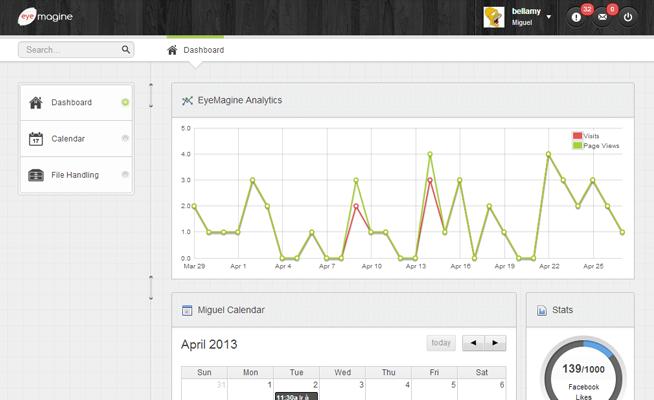 eyemagine
bellamy
Miguel
32
0
Search...
Dashboard
Dashboard
Calendar
17
File Handling
EyeMagine Analytics
5.0
4.0
3.0
2.0
1.0
0.0
Visits
Page Views
Mar 29 Apr 1 Apr 4 Apr 7 Apr 10 Apr 13 Apr 16 Apr 19 Apr 22 Apr 25
Miguel Calendar
April 2013
today
Sun Mon Tue Wed Thu Fri Sat
31 1 2 3 4 5 6
11:30a Ir à
Stats
139/1000
Facebook
Likes